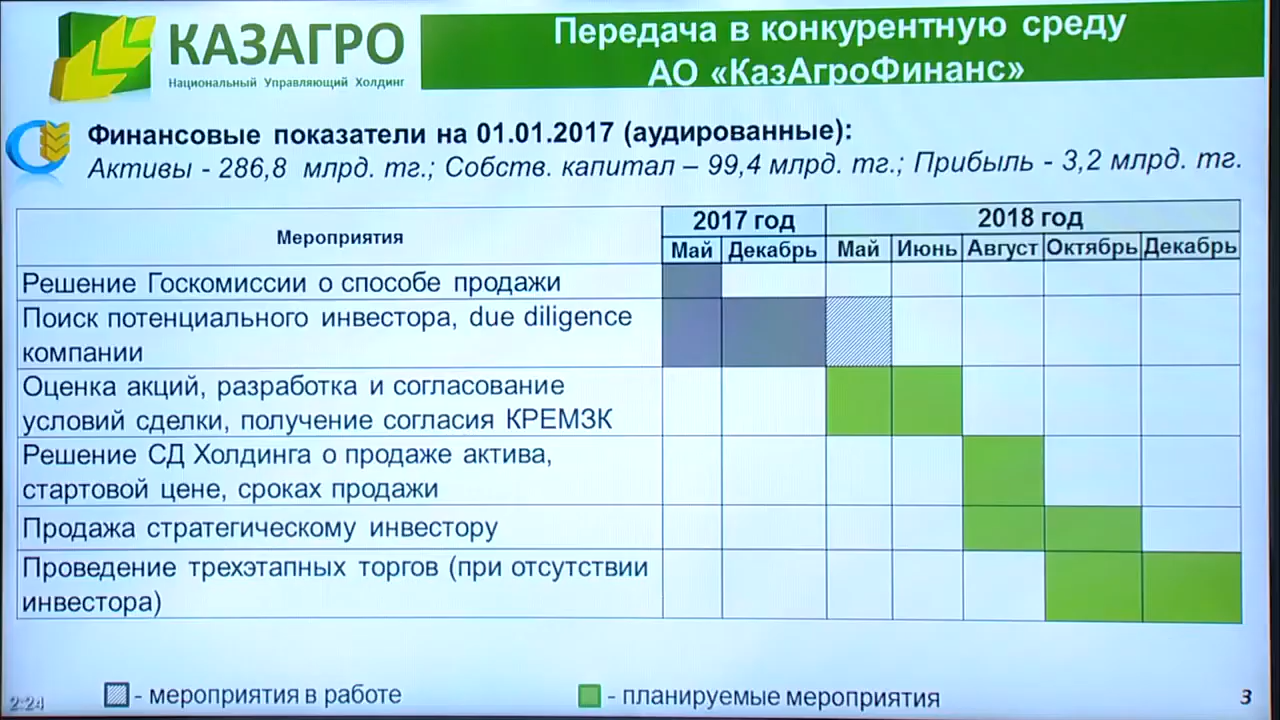 КАЗАГРО
Национальный Управляющий Холдинг
Передача в конкурентную среду
АО «КазАгроФинанс»
Финансовые показатели на 01.01.2017 (аудированные):
Активы - 286,8 млрд. тг.; Собств. капитал – 99,4 млрд. тг.; Прибыль - 3,2 млрд. тг.
Мероприятия
2017 год
2018 год
Май
Декабрь
Май
Июнь
Август
Октябрь
Декабрь
Решение Госкомиссии о способе продажи
Поиск потенциального инвестора, due diligence
компании
Оценка акций, разработка и согласование
условий сделки, получение согласия КРЕМЗК
Решение СД Холдинга о продаже актива,
стартовой цене, сроках продажи
Продажа стратегическому инвестору
Проведение трехэтапных торгов (при отсутствии
инвестора)
- мероприятия в работе
- планируемые мероприятия
2:24
3